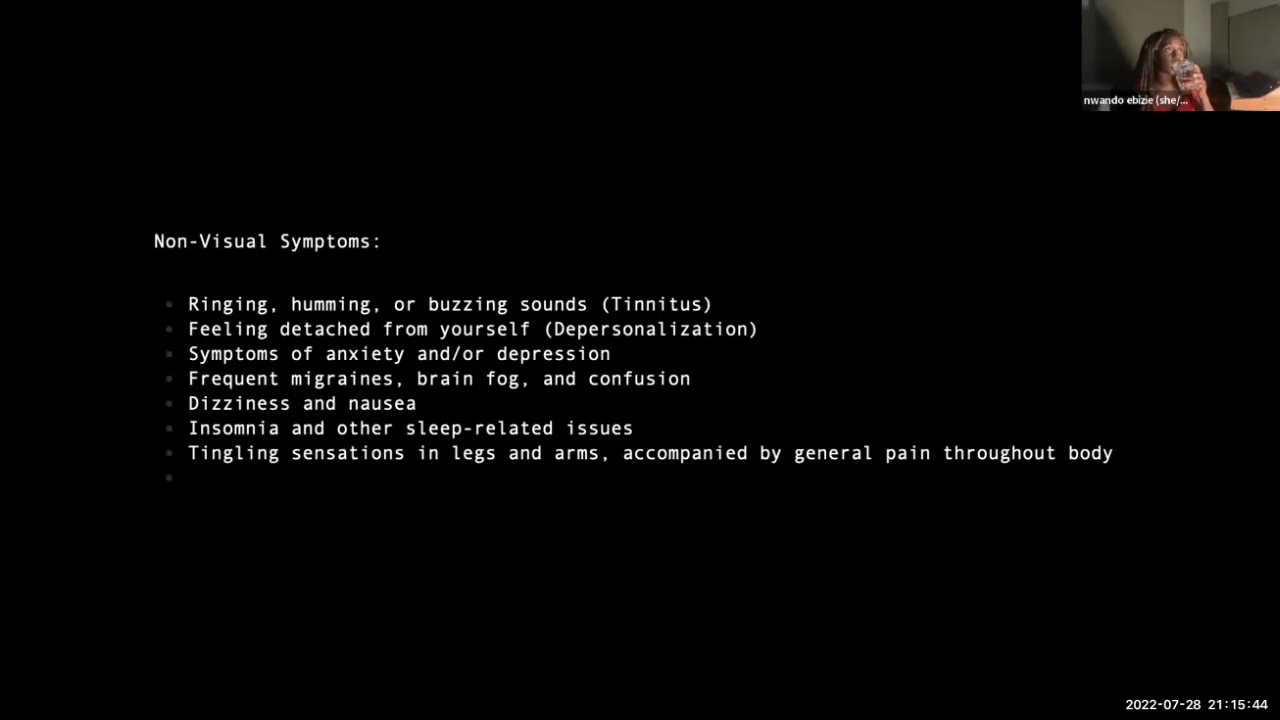 nwando ebizie (she/...
Non-Visual Symptoms:
Ringing, humming, or buzzing sounds (Tinnitus)
Feeling detached from yourself (Depersonalization)
Symptoms of anxiety and/or depression
Frequent migraines, brain fog, and confusion
Dizziness and nausea
Insomnia and other sleep-related issues
Tingling sensations in legs and arms, accompanied by general pain throughout body
2022-07-28 21:15:44